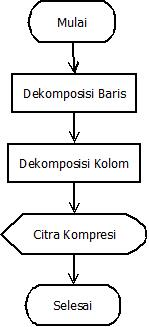 Mulai
Dekomposisi Baris
Dekomposisi Kolom
Citra Kompresi
Selesai